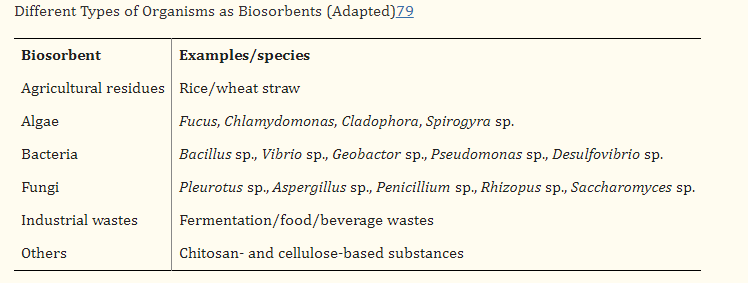 Different Types of Organisms as Biosorbents (Adapted)79
Biosorbent Examples/species
Agricultural residues Rice/wheat straw
Algae Fucus, Chlamydomonas, Cladophora, Spirogyra sp.
Bacteria Bacillus sp., Vibrio sp., Geobactor sp., Pseudomonas sp., Desulfovibrio sp.
Fungi Pleurotus sp., Aspergillus sp., Penicillium sp., Rhizopus sp., Saccharomyces sp.
Industrial wastes Fermentation/food/beverage wastes
Others Chitosan- and cellulose-based substances